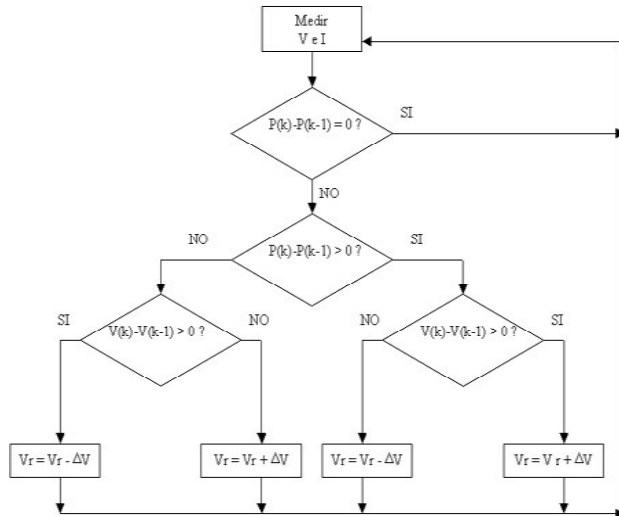 Medir
V e I
P(k)-P(k-1) = 0 ?
SI
NO
P(k)-P(k-1) > 0 ?
NO
SI
V(k)-V(k-1) > 0 ?
SI
NO
V(k)-V(k-1) > 0 ?
NO
SI
Vr = Vr - ΔV
Vr = Vr + ΔV
Vr = Vr - ΔV
Vr = V r + ΔV